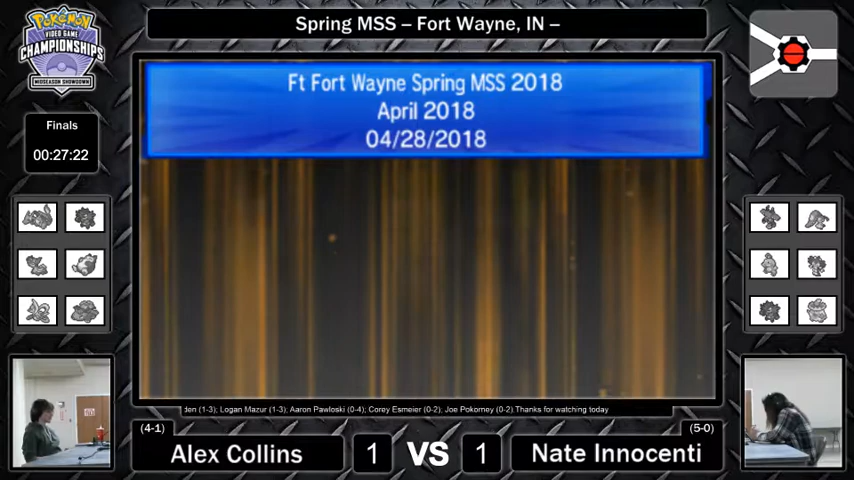 Spring MSS – Fort Wayne, IN –
Pokémon
VIDEO GAME
CHAMPIONSHIPS
MIDSEASON SHOWDOWN
Finals
00:27:22
Ft Fort Wayne Spring MSS 2018
April 2018
04/28/2018
den (1-3); Logan Mazur (1-3); Aaron Pawloski (0-4); Corey Esmeier (0-2); Joe Pokorney (0-2) Thanks for watching today
(4-1)
Alex Collins
1
VS
1
(5-0)
Nate Innocenti